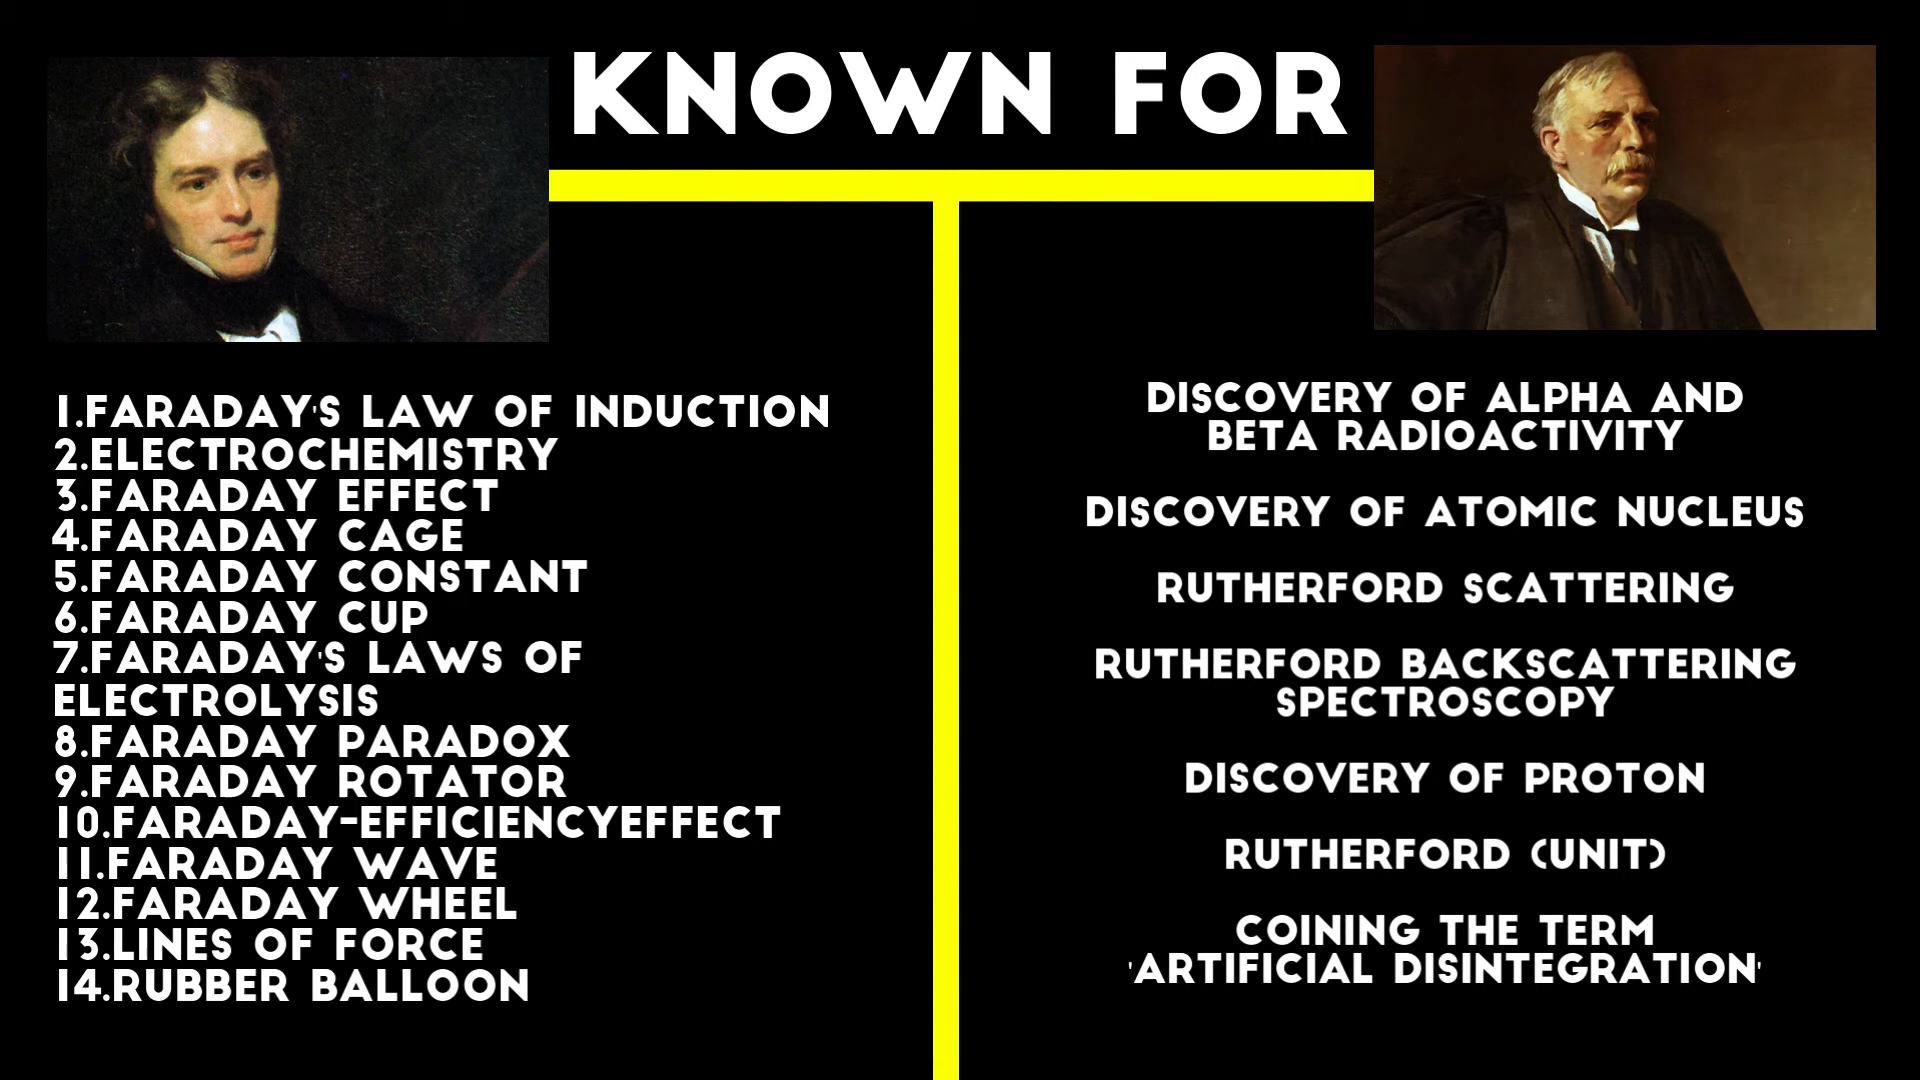 KNOWN FOR
1.FARADAY'S LAW OF INDUCTION
2.ELECTROCHEMISTRY
3.FARADAY EFFECT
4.FARADAY CAGE
5.FARADAY CONSTANT
6.FARADAY CUP
7.FARADAY'S LAWS OF
ELECTROLYSIS
8.FARADAY PARADOX
9.FARADAY ROTATOR
10.FARADAY-EFFICIENCYEFFECT
11.FARADAY WAVE
12.FARADAY WHEEL
13.LINES OF FORCE
14.RUBBER BALLOON
DISCOVERY OF ALPHA AND
BETA RADIOACTIVITY
DISCOVERY OF ATOMIC NUCLEUS
RUTHERFORD SCATTERING
RUTHERFORD BACKSCATTERING
SPECTROSCOPY
DISCOVERY OF PROTON
RUTHERFORD (UNIT)
COINING THE TERM
'ARTIFICIAL DISINTEGRATION'